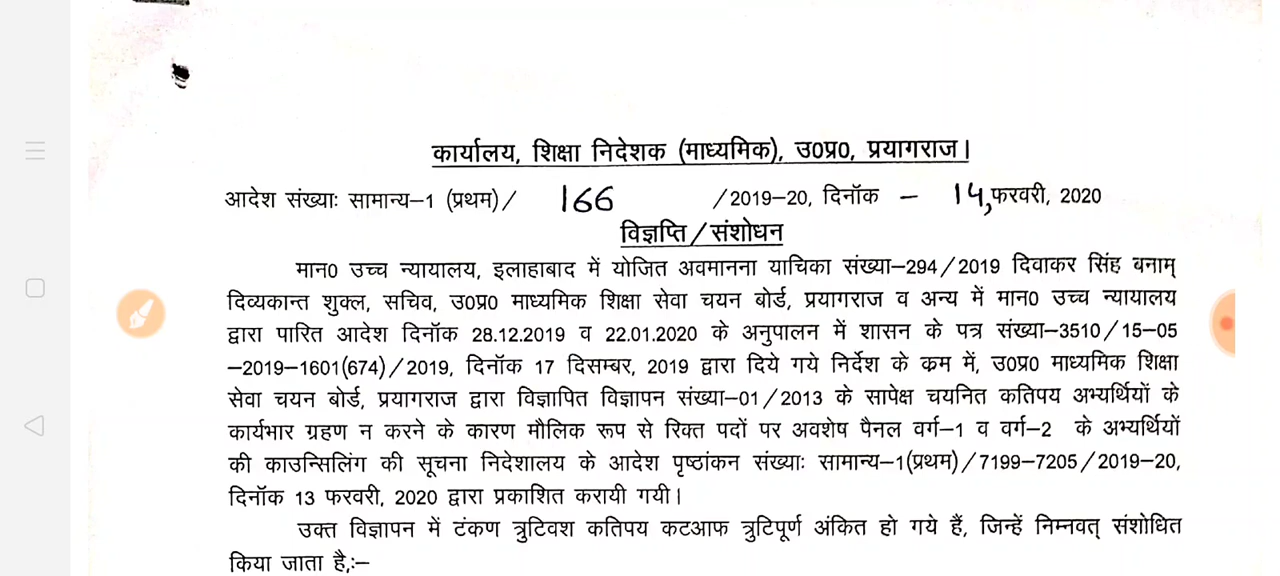 कार्यालय, शिक्षा निदेशक (माध्यमिक), उ0प्र0, प्रयागराज।
आदेश संख्याः सामान्य–1 (प्रथम) / 166 /2019–20, दिनॉक – 14, फरवरी, 2020
विज्ञप्ति/संशोधन
मान0 उच्च न्यायालय, इलाहाबाद में योजित अवमानना याचिका संख्या–294/2019 दिवाकर सिंह बनाम्
दिव्यकान्त शुक्ल, सचिव, उ0प्र0 माध्यमिक शिक्षा सेवा चयन बोर्ड, प्रयागराज व अन्य में मान0 उच्च न्यायालय
द्वारा पारित आदेश दिनॉक 28.12.2019 व 22.01.2020 के अनुपालन में शासन के पत्र संख्या–3510/15–05
–2019–1601(674)/2019, दिनॉक 17 दिसम्बर, 2019 द्वारा दिये गये निर्देश के क्रम में, उ0प्र0 माध्यमिक शिक्षा
सेवा चयन बोर्ड, प्रयागराज द्वारा विज्ञापित विज्ञापन संख्या–01/2013 के सापेक्ष चयनित कतिपय अभ्यर्थियों के
कार्यभार ग्रहण न करने के कारण मौलिक रूप से रिक्त पदों पर अवशेष पैनल वर्ग–1 व वर्ग–2 के अभ्यर्थियों
की काउन्सिलिंग की सूचना निदेशालय के आदेश पृष्ठांकन संख्याः सामान्य–1(प्रथम)/7199–7205/2019–20,
दिनॉक 13 फरवरी, 2020 द्वारा प्रकाशित करायी गयी।
उक्त विज्ञापन में टंकण त्रुटिवश कतिपय कटआफ त्रुटिपूर्ण अंकित हो गये हैं, जिन्हें निम्नवत् संशोधित
किया जाता है,:–